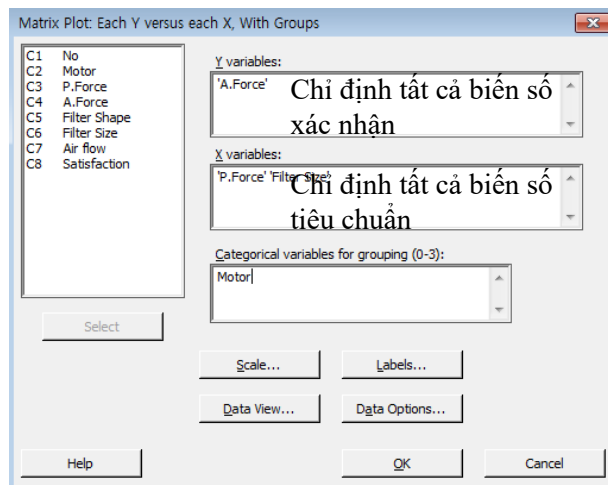 Matrix Plot: Each Y versus each X, With Groups
C1 No
C2 Motor
C3 P.Force
C4 A.Force
C5 Filter Shape
C6 Filter Size
C7 Air flow
C8 Satisfaction
Y variables:
'A.Force'
Chỉ định tất cả biến số
xác nhận
X variables:
'P.Force' 'Filter Size'
Chỉ định tất cả biến số
tiêu chuẩn
Categorical variables for grouping (0-3):
Motor
Select
Scale...
Labels...
Data View...
Data Options...
Help
OK
Cancel